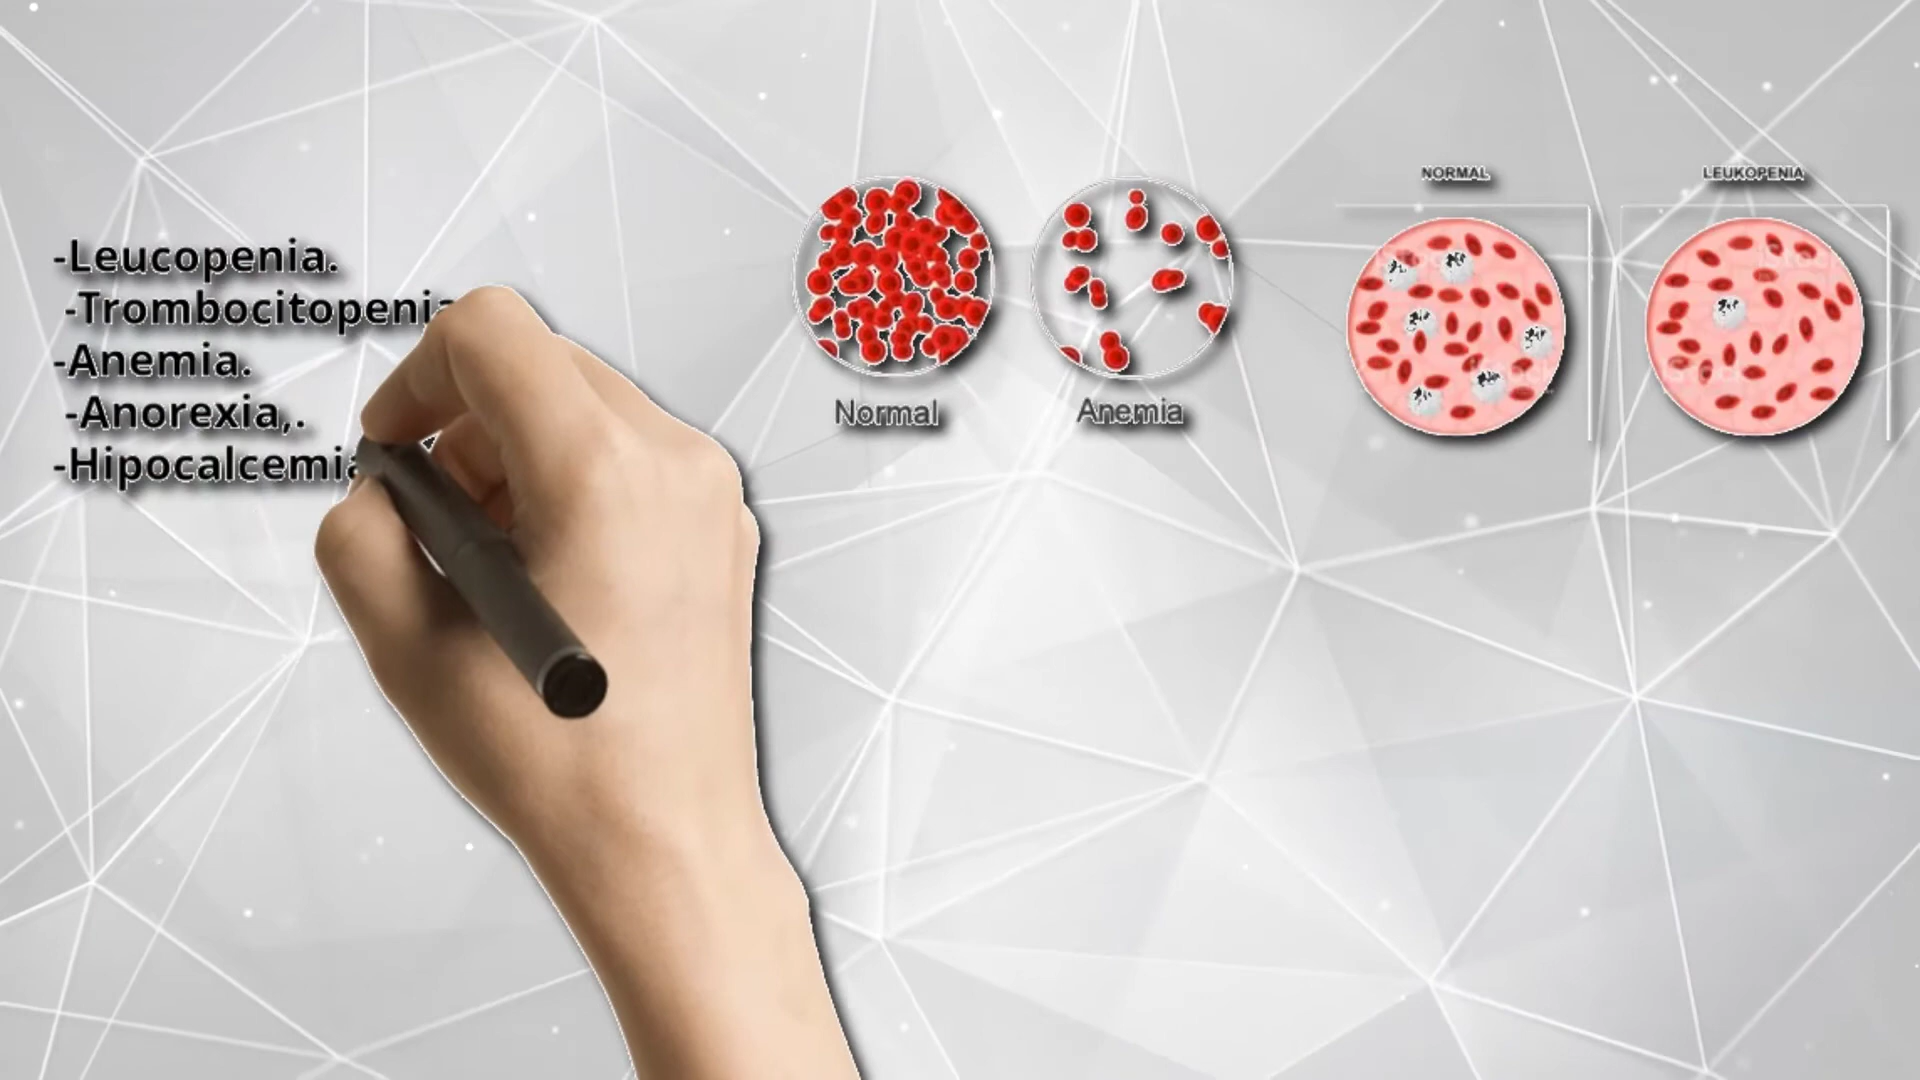 -Leucopenia.
-Trombocitopenia
-Anemia.
-Anorexia,.
-Hipocalcemia
Normal
Anemia
NORMAL
LEUKOPENIA